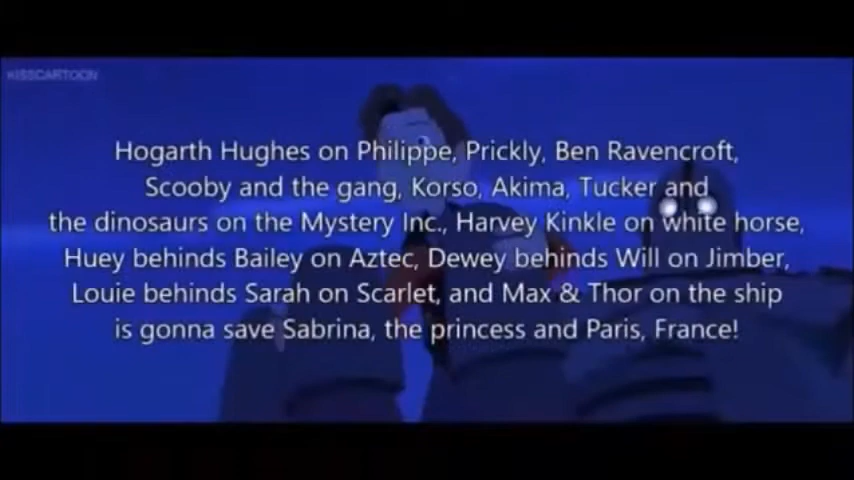 KISSCARTOON
Hogarth Hughes on Philippe, Prickly, Ben Ravencroft,
Scooby and the gang, Korso, Akima, Tucker and
the dinosaurs on the Mystery Inc., Harvey Kinkle on white horse,
Huey behinds Bailey on Aztec, Dewey behinds Will on Jimber,
Louie behinds Sarah on Scarlet, and Max & Thor on the ship
is gonna save Sabrina, the princess and Paris, France!